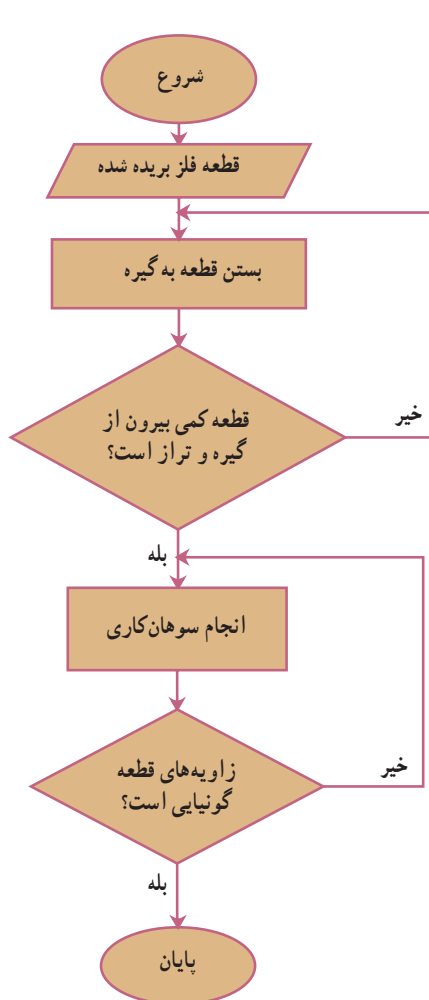 شروع
قطعه فلز بریده شده
بستن قطعه به گیره
قطعه کمی بیرون از
گیره و تراز است؟
خیر
بله
انجام سوهان‌کاری
زاویه‌های قطعه
گونیایی است؟
خیر
بله
پایان